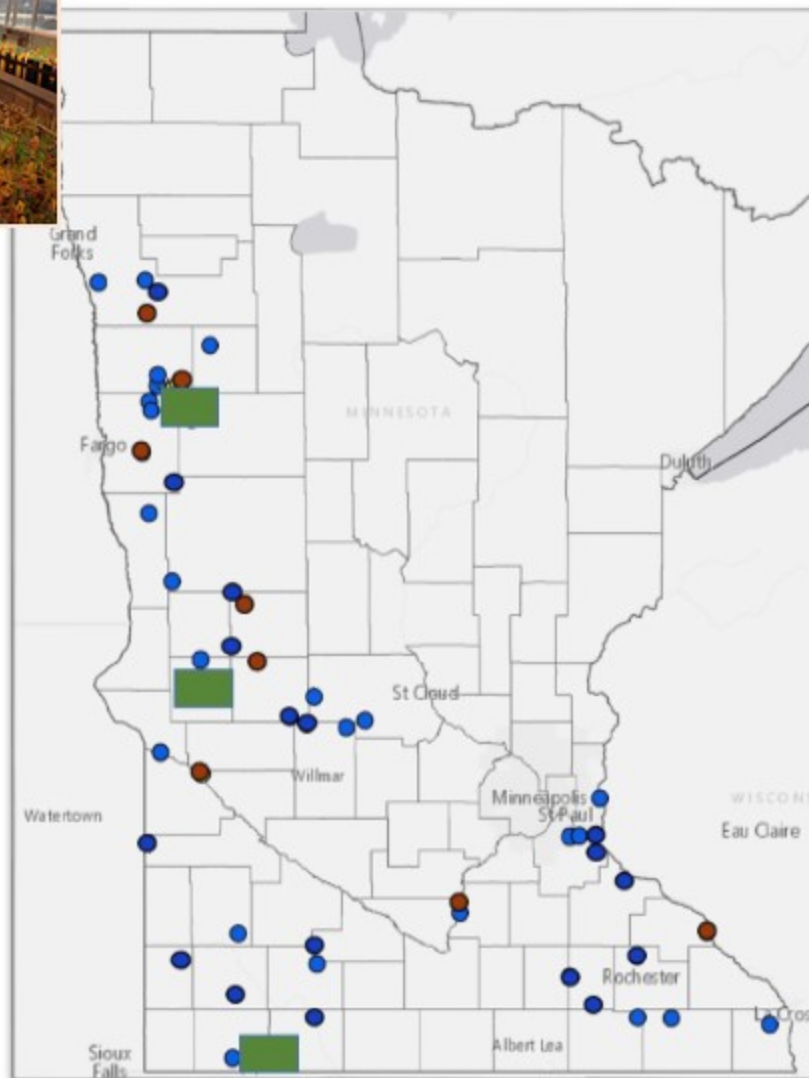 Grand
Forks
MINNESOTA
Fargo
Duluth
St Cloud
Willmar
Minneapolis
St Paul
WISCONS
Watertown
Eau Claire
Rochester
La Cros
Albert Lea
Sioux
Falls